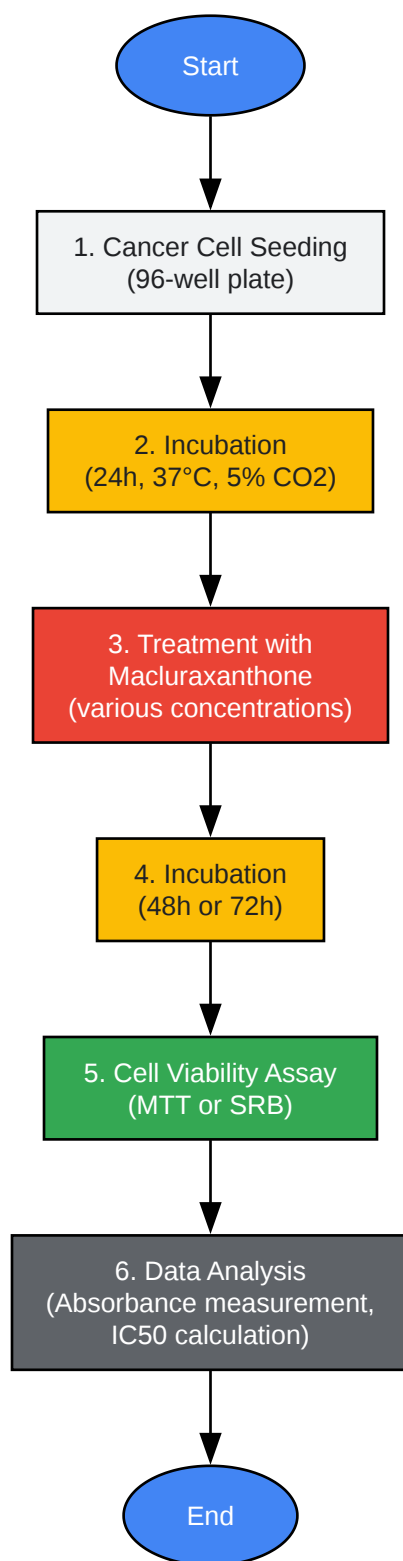 Start
1. Cancer Cell Seeding
(96-well plate)
2. Incubation
(24h, 37°C, 5% CO2)
3. Treatment with
Macluraxanthone
(various concentrations)
4. Incubation
(48h or 72h)
5. Cell Viability Assay
(MTT or SRB)
6. Data Analysis
(Absorbance measurement,
IC50 calculation)
End